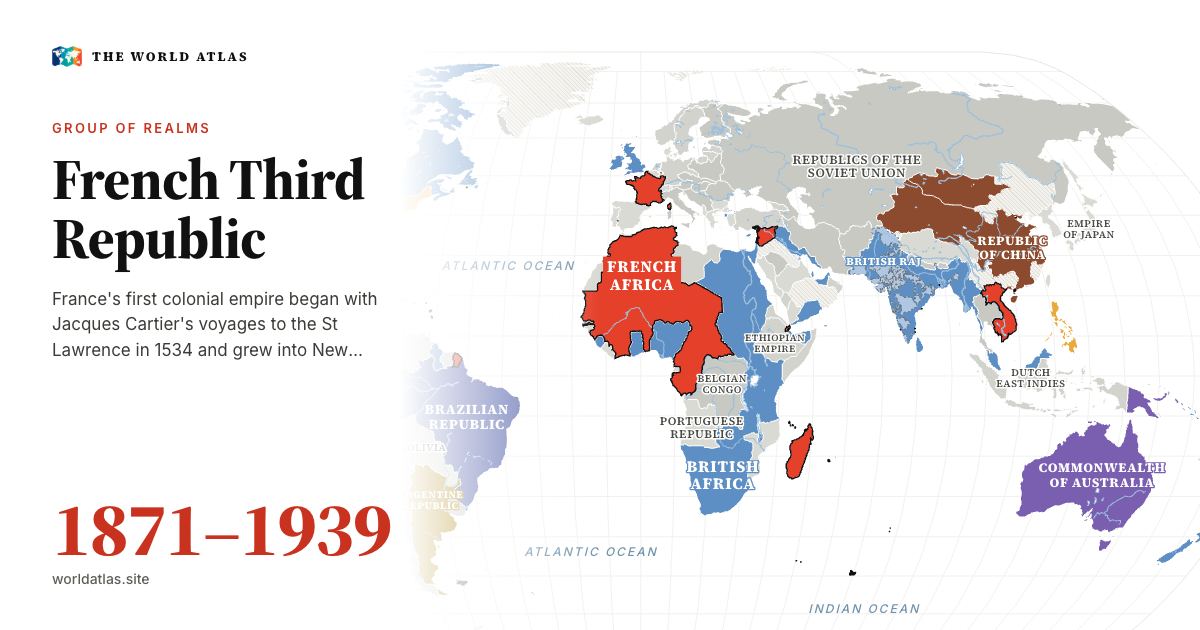 THE WORLD ATLAS
GROUP OF REALMS
French Third
Republic
France's first colonial empire began with
Jacques Cartier's voyages to the St
Lawrence in 1534 and grew into New...
1871–1939
worldatlas.site
REPUBLICS OF THE
SOVIET UNION
EMPIRE
OF JAPAN
REPUBLIC
OF CHINA
BRITISH RAJ
ATLANTIC OCEAN
FRENCH
AFRICA
ETHIOPIAN
EMPIRE
BELGIAN
CONGO
DUTCH
EAST INDIES
BRAZILIAN
REPUBLIC
PORTUGUESE
REPUBLIC
OLIVIA
BRITISH
AFRICA
COMMONWEALTH
OF AUSTRALIA
GENTINE
EPUBLIC
ATLANTIC OCEAN
INDIAN OCEAN